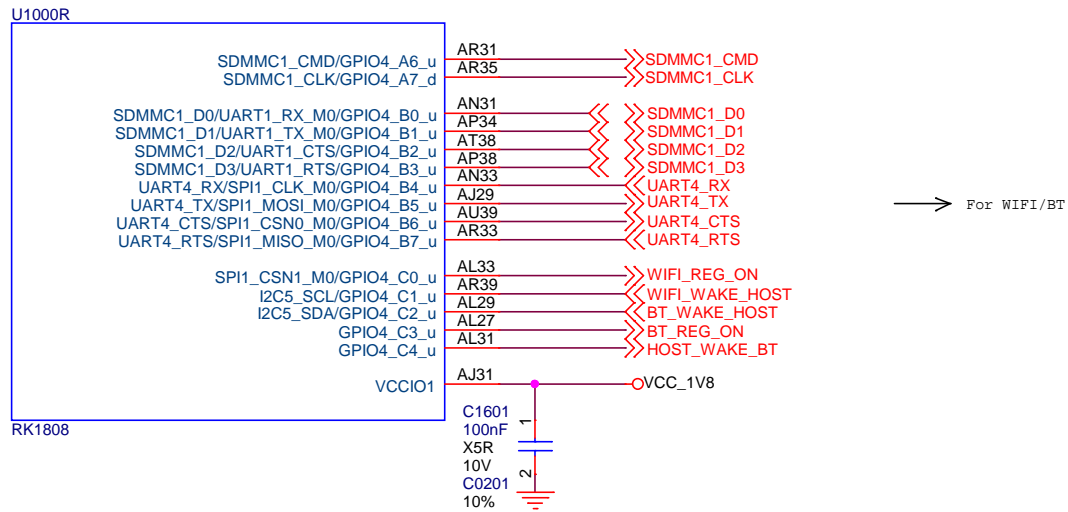 U1000R
SDMMC1_CMD/GPIO4_A6_u AR31 SDMMC1_CMD
SDMMC1_CLK/GPIO4_A7_d AR35 SDMMC1_CLK
SDMMC1_D0/UART1_RX_M0/GPIO4_B0_u AN31 SDMMC1_D0
SDMMC1_D1/UART1_TX_M0/GPIO4_B1_u AP34 SDMMC1_D1
SDMMC1_D2/UART1_CTS/GPIO4_B2_u AT38 SDMMC1_D2
SDMMC1_D3/UART1_RTS/GPIO4_B3_u AP38 SDMMC1_D3
UART4_RX/SPI1_CLK_M0/GPIO4_B4_u AN33 UART4_RX
UART4_TX/SPI1_MOSI_M0/GPIO4_B5_u AJ29 UART4_TX
For WIFI/BT
UART4_CTS/SPI1_CSN0_M0/GPIO4_B6_u AU39 UART4_CTS
UART4_RTS/SPI1_MISO_M0/GPIO4_B7_u AR33 UART4_RTS
SPI1_CSN1_M0/GPIO4_C0_u AL33 WIFI_REG_ON
I2C5_SCL/GPIO4_C1_u AR39 WIFI_WAKE_HOST
I2C5_SDA/GPIO4_C2_u AL29 BT_WAKE_HOST
GPIO4_C3_u AL27 BT_REG_ON
GPIO4_C4_u AL31 HOST_WAKE_BT
VCCIO1 AJ31 VCC_1V8
RK1808
C1601 1
100nF
X5R
10V 2
C0201
10%